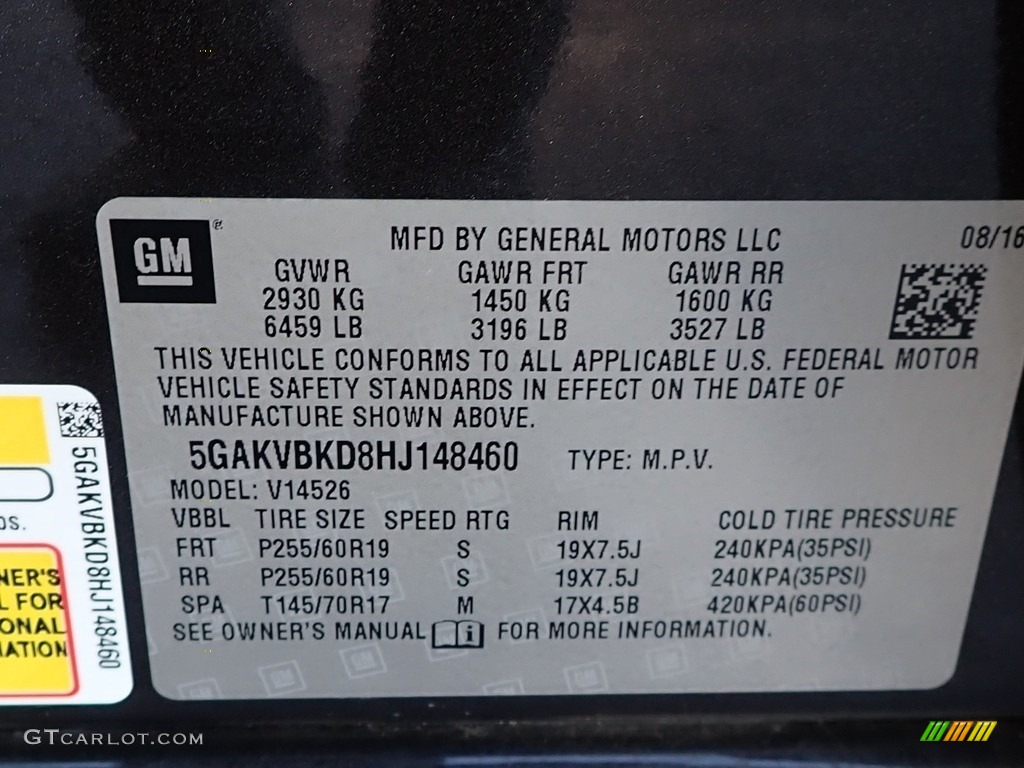 GM
®
MFD BY GENERAL MOTORS LLC
08/16
GVWR GAWR FRT GAWR RR
2930 KG 1450 KG 1600 KG
6459 LB 3196 LB 3527 LB
THIS VEHICLE CONFORMS TO ALL APPLICABLE U.S. FEDERAL MOTOR
VEHICLE SAFETY STANDARDS IN EFFECT ON THE DATE OF
MANUFACTURE SHOWN ABOVE.
5GAKVBKD8HJ148460 TYPE: M.P.V.
MODEL: V14526
VBBL TIRE SIZE SPEED RTG RIM COLD TIRE PRESSURE
FRT P255/60R19 S 19X7.5J 240KPA(35PSI)
RR P255/60R19 S 19X7.5J 240KPA(35PSI)
SPA T145/70R17 M 17X4.5B 420KPA(60PSI)
SEE OWNER'S MANUAL FOR MORE INFORMATION.
5GAKVBKD8HJ148460
NER'S
L FOR
ONAL
ATION
GTCARLOT.COM